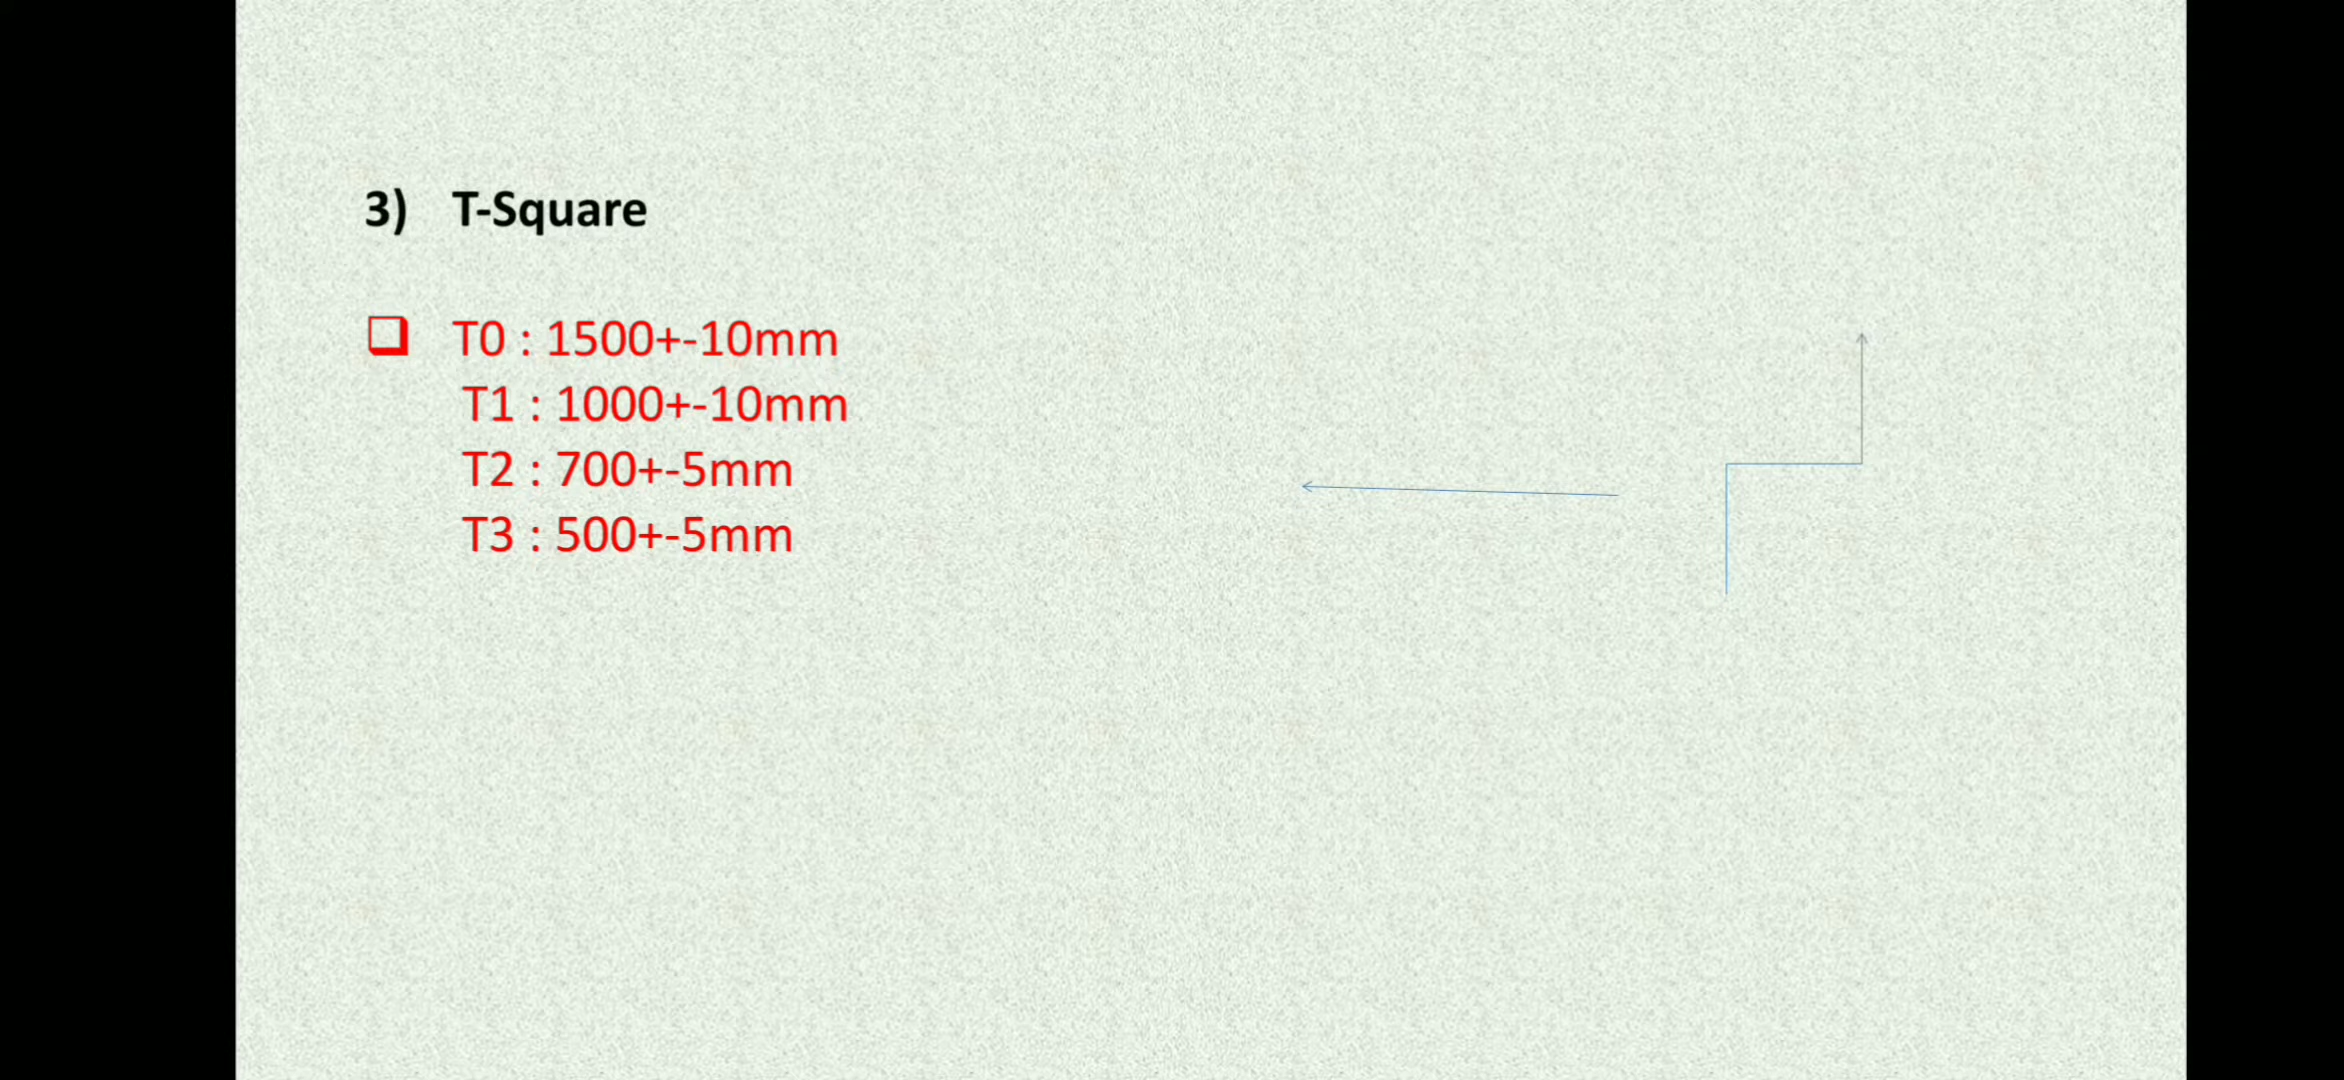 3) T-Square
T0 : 1500+-10mm
T1 : 1000+-10mm
T2 : 700+-5mm
T3 : 500+-5mm